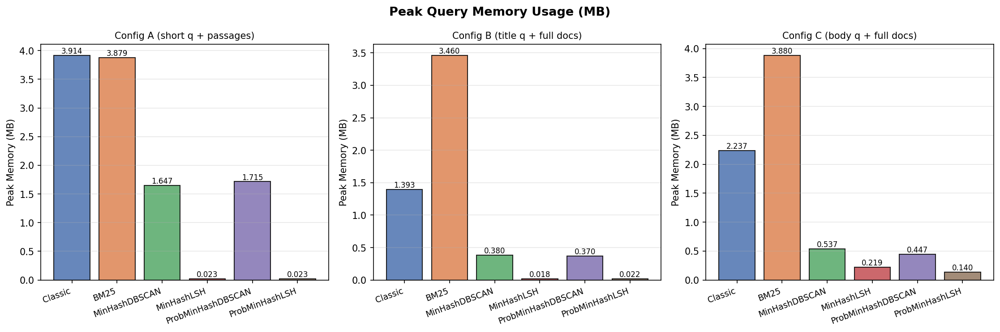 Peak Query Memory Usage (MB)
Config A (short q + passages)
Peak Memory (MB)
4.0
3.5
3.0
2.5
2.0
1.5
1.0
0.5
0.0
3.914
3.879
1.647
0.023
1.715
0.023
Classic
BM25
MinHashDBSCAN
MinHashLSH
ProbMinHashDBSCAN
ProbMinHashLSH
Config B (title q + full docs)
Peak Memory (MB)
3.5
3.0
2.5
2.0
1.5
1.0
0.5
0.0
1.393
3.460
0.380
0.018
0.370
0.022
Classic
BM25
MinHashDBSCAN
MinHashLSH
ProbMinHashDBSCAN
ProbMinHashLSH
Config C (body q + full docs)
Peak Memory (MB)
4.0
3.5
3.0
2.5
2.0
1.5
1.0
0.5
0.0
2.237
3.880
0.537
0.219
0.447
0.140
Classic
BM25
MinHashDBSCAN
MinHashLSH
ProbMinHashDBSCAN
ProbMinHashLSH